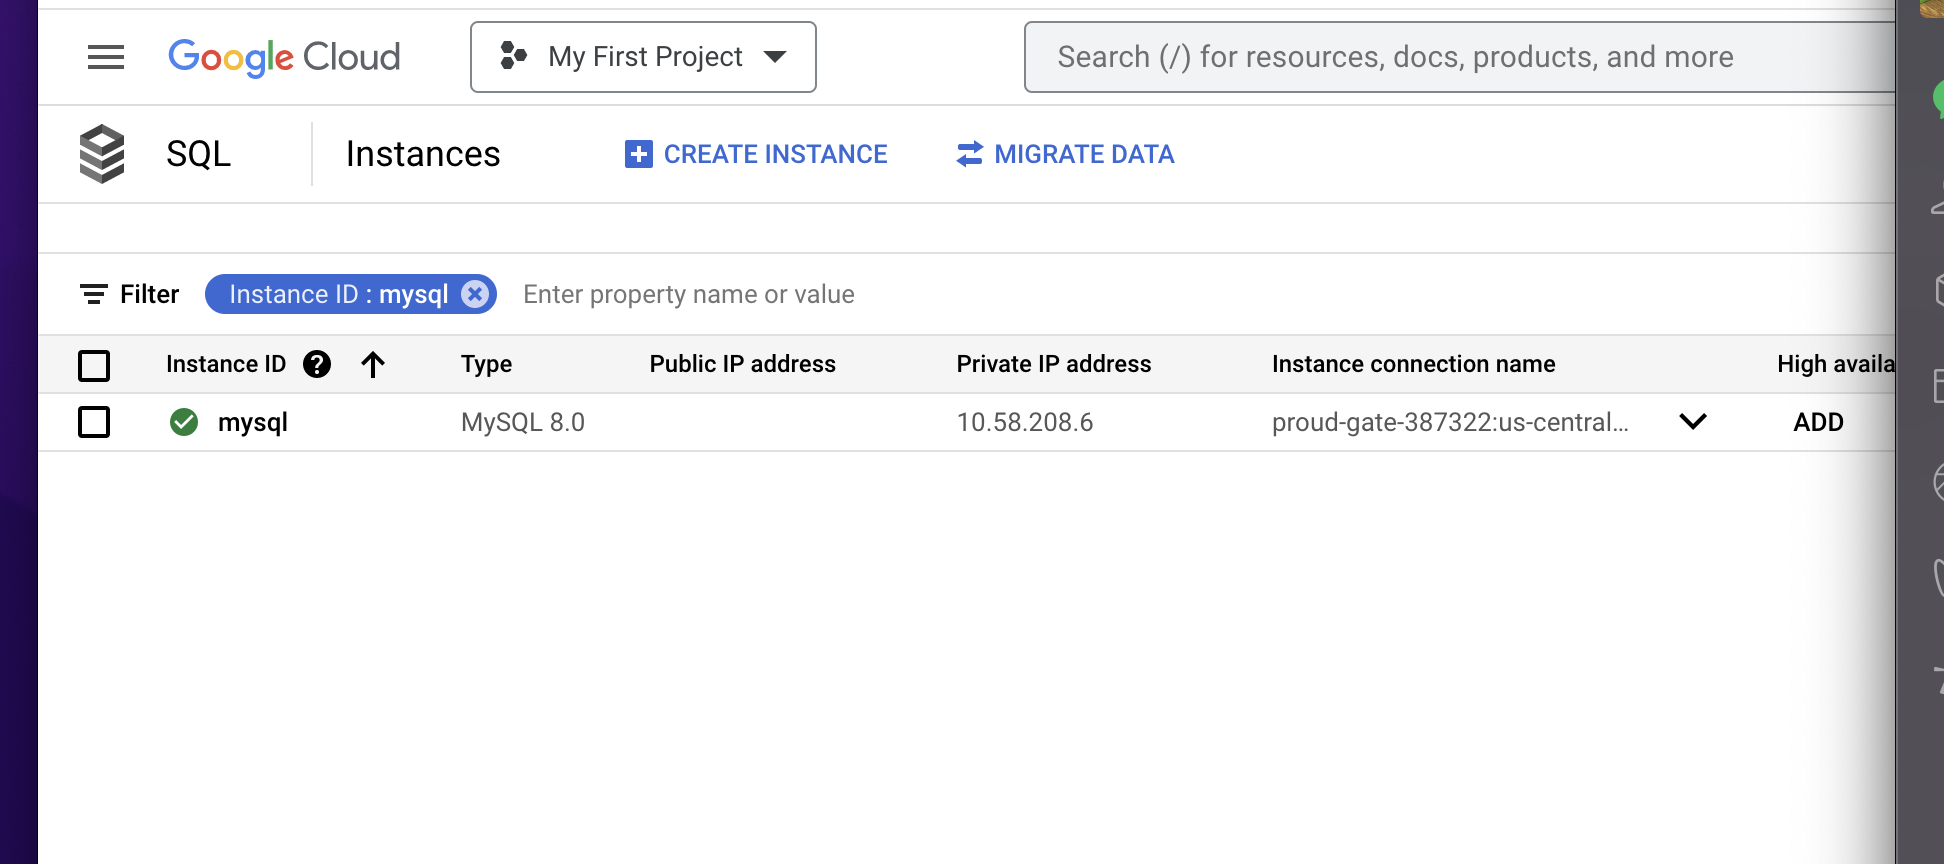 Google Cloud
My First Project
Search (/) for resources, docs, products, and more
SQL
Instances
CREATE INSTANCE
MIGRATE DATA
Filter
Instance ID : mysql
Enter property name or value
Instance ID Type Public IP address Private IP address Instance connection name High availa
mysql MySQL 8.0 10.58.208.6 proud-gate-387322:us-central... ADD